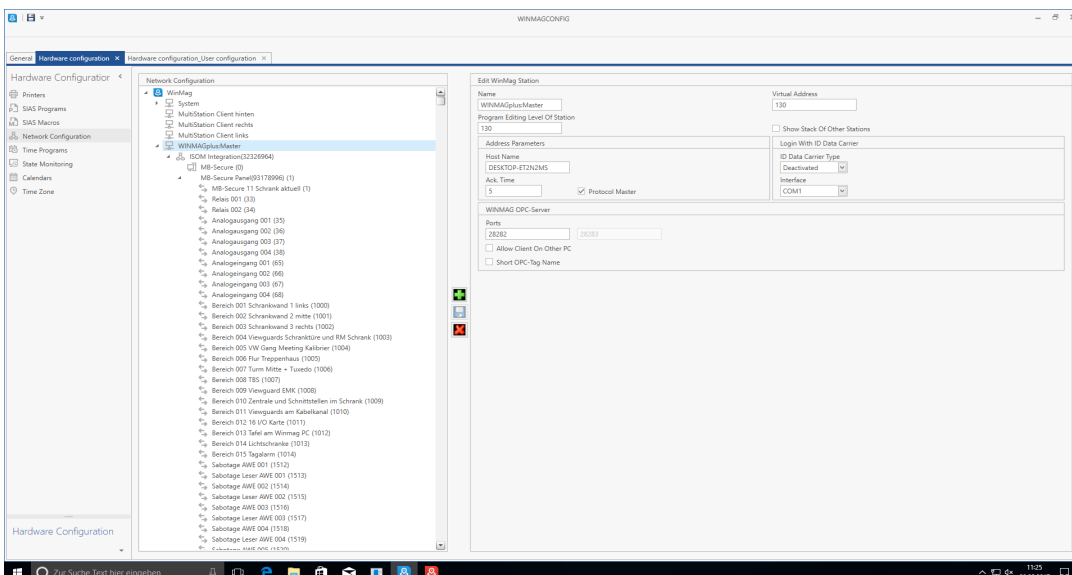 WINMAGCONFIG
General
Hardware configuration ×
Hardware configuration_User configuration ×
Hardware Configuration
Printers
SIAS Programs
SIAS Macros
Network Configuration
Time Programs
State Monitoring
Calendars
Time Zone
Hardware Configuration
Network Configuration
WinMag
System
MultiStation Client hinten
MultiStation Client rechts
MultiStation Client links
WINMAGplus:Master
ISOM Integration(32326964)
MB-Secure (0)
MB-Secure Panel(93178996) (1)
MB-Secure 11 Schrank aktuell (1)
Relais 001 (33)
Relais 002 (34)
Analogausgang 001 (35)
Analogausgang 002 (36)
Analogausgang 003 (37)
Analogausgang 004 (38)
Analogeingang 001 (65)
Analogeingang 002 (66)
Analogeingang 003 (67)
Analogeingang 004 (68)
Bereich 001 Schrankwand 1 links (1000)
Bereich 002 Schrankwand 2 mitte (1001)
Bereich 003 Schrankwand 3 rechts (1002)
Bereich 004 Viewguards Schranktüre und RM Schrank (1003)
Bereich 005 VW Gang Meeting Kalibrier (1004)
Bereich 006 Flur Treppenhaus (1005)
Bereich 007 Turm Mitte + Tuxedo (1006)
Bereich 008 TBS (1007)
Bereich 009 Viewguard EMK (1008)
Bereich 010 Zentrale und Schnittstellen im Schrank (1009)
Bereich 011 Viewguards am Kabelkanal (1010)
Bereich 012 16 I/O Karte (1011)
Bereich 013 Tafel am Winmag PC (1012)
Bereich 014 Lichtschranke (1013)
Bereich 015 Tagalarm (1014)
Sabotage AWE 001 (1512)
Sabotage Leser AWE 001 (1513)
Sabotage AWE 002 (1514)
Sabotage Leser AWE 002 (1515)
Sabotage AWE 003 (1516)
Sabotage Leser AWE 003 (1517)
Sabotage AWE 004 (1518)
Sabotage Leser AWE 004 (1519)
Sabotage AWE 005 (1520)
Edit WinMag Station
Name
WINMAGplus:Master
Virtual Address
130
Program Editing Level Of Station
130
Show Stack Of Other Stations
Address Parameters
Host Name
DESKTOP-ET2N2MS
Ack. Time
5
Protocol Master
Login With ID Data Carrier
ID Data Carrier Type
Deactivated
Interface
COM1
WINMAG OPC-Server
Ports
28282
28283
Allow Client On Other PC
Short OPC-Tag Name
Zur Suche Text hier eingeben
11:25